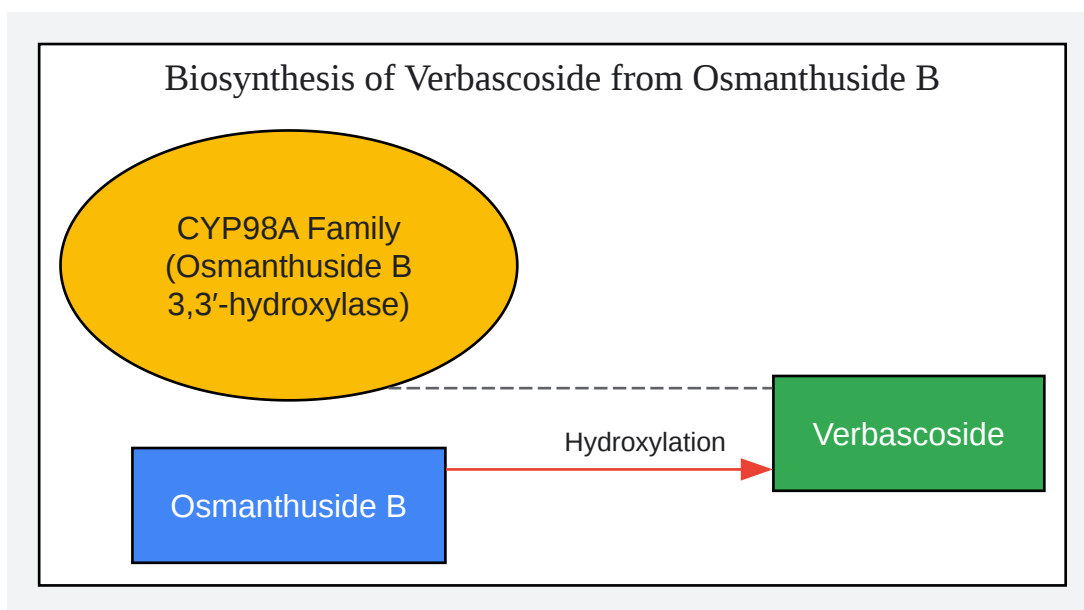 Biosynthesis of Verbascoside from Osmanthuside B
CYP98A Family
(Osmanthuside B
3,3′-hydroxylase)
Hydroxylation
Verbascoside
Osmanthuside B